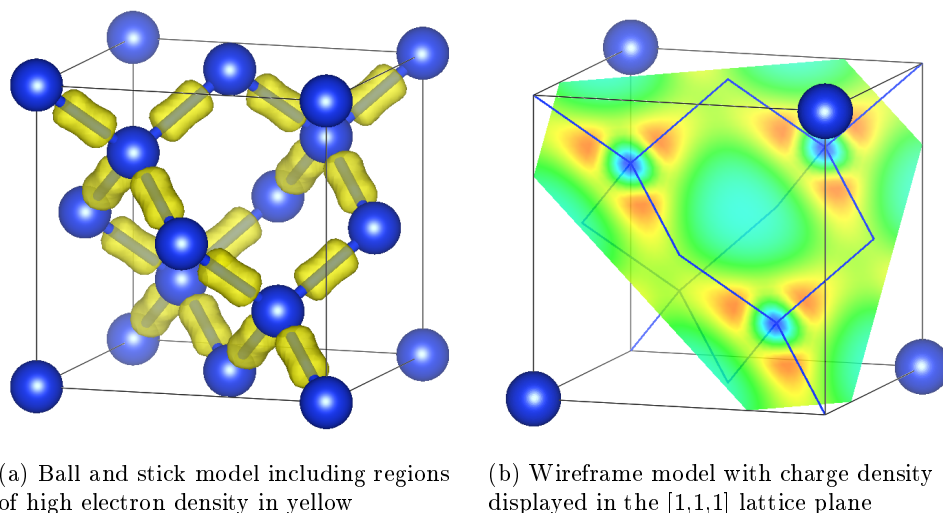 (a) Ball and stick model including regions
of high electron density in yellow
(b) Wireframe model with charge density
displayed in the [1,1,1] lattice plane